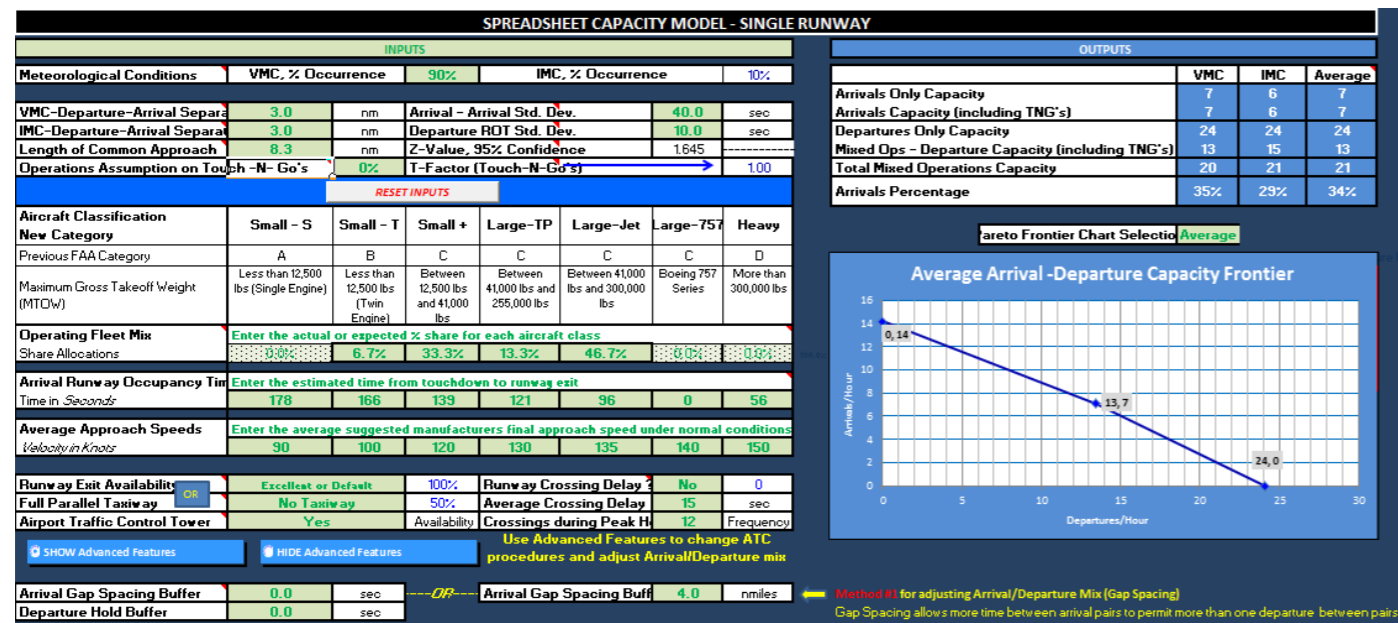 SPREADSHEET CAPACITY MODEL - SINGLE RUNWAY
INPUTS
Meteorological Conditions VMC, % Occurrence 90% IMC, % Occurrence 10%
VMC-Departure-Arrival Separa 3.0 nm Arrival - Arrival Std. Dev. 40.0 sec
IMC-Departure-Arrival Separat 3.0 nm Departure ROT Std. Dev. 10.0 sec
Length of Common Approach 8.3 nm Z-Value, 95% Confidence 1.645 ------------
Operations Assumption on Touch -N- Go's 0% T-Factor (Touch-N-Go's) 1.00
RESET INPUTS
Aircraft Classification
New Category Small - S Small - T Small + Large-TP Large-Jet Large-757 Heavy
Previous FAA Category A B C C C C D
Maximum Gross Takeoff Weight (MTOW) Less than 12,500 lbs (Single Engine) Less than 12,500 lbs (Twin Engine) Between 12,500 lbs and 41,000 lbs Between 41,000 lbs and 255,000 lbs Between 41,000 lbs and 300,000 lbs Boeing 757 Series More than 300,000 lbs
Operating Fleet Mix Enter the actual or expected % share for each aircraft class
Share Allocations 0.0% 6.7% 33.3% 13.3% 46.7% 0.0% 0.0%
Arrival Runway Occupancy Tim Enter the estimated time from touchdown to runway exit
Time in Seconds 178 166 139 121 96 0 56
Average Approach Speeds Enter the average suggested manufacturers final approach speed under normal conditions
Velocity in Knots 90 100 120 130 135 140 150
Runway Exit Availability Excellent or Default 100% Runway Crossing Delay ? No 0
OR
Full Parallel Taxiway No Taxiway 50% Average Crossing Delay 15 sec
Airport Traffic Control Tower Yes Availability Crossings during Peak H 12 Frequency
SHOW Advanced Features HIDE Advanced Features
Use Advanced Features to change ATC
procedures and adjust Arrival/Departure mix
Arrival Gap Spacing Buffer 0.0 sec ----OR---- Arrival Gap Spacing Buff 4.0 nmiles
Departure Hold Buffer 0.0 sec
Method #1 for adjusting Arrival/Departure Mix (Gap Spacing)
Gap Spacing allows more time between arrival pairs to permit more than one departure between pairs
OUTPUTS
VMC IMC Average
Arrivals Only Capacity 7 6 7
Arrivals Capacity (including TNG's) 7 6 7
Departures Only Capacity 24 24 24
Mixed Ops - Departure Capacity (including TNG's) 13 15 13
Total Mixed Operations Capacity 20 21 21
Arrivals Percentage 35% 29% 34%
areto Frontier Chart Selectio Average
Average Arrival -Departure Capacity Frontier
16
14
12
10
8
6
4
2
0
Arrivals/Hour
0, 14
13, 7
24, 0
0 5 10 15 20 25 30
Departures/Hour